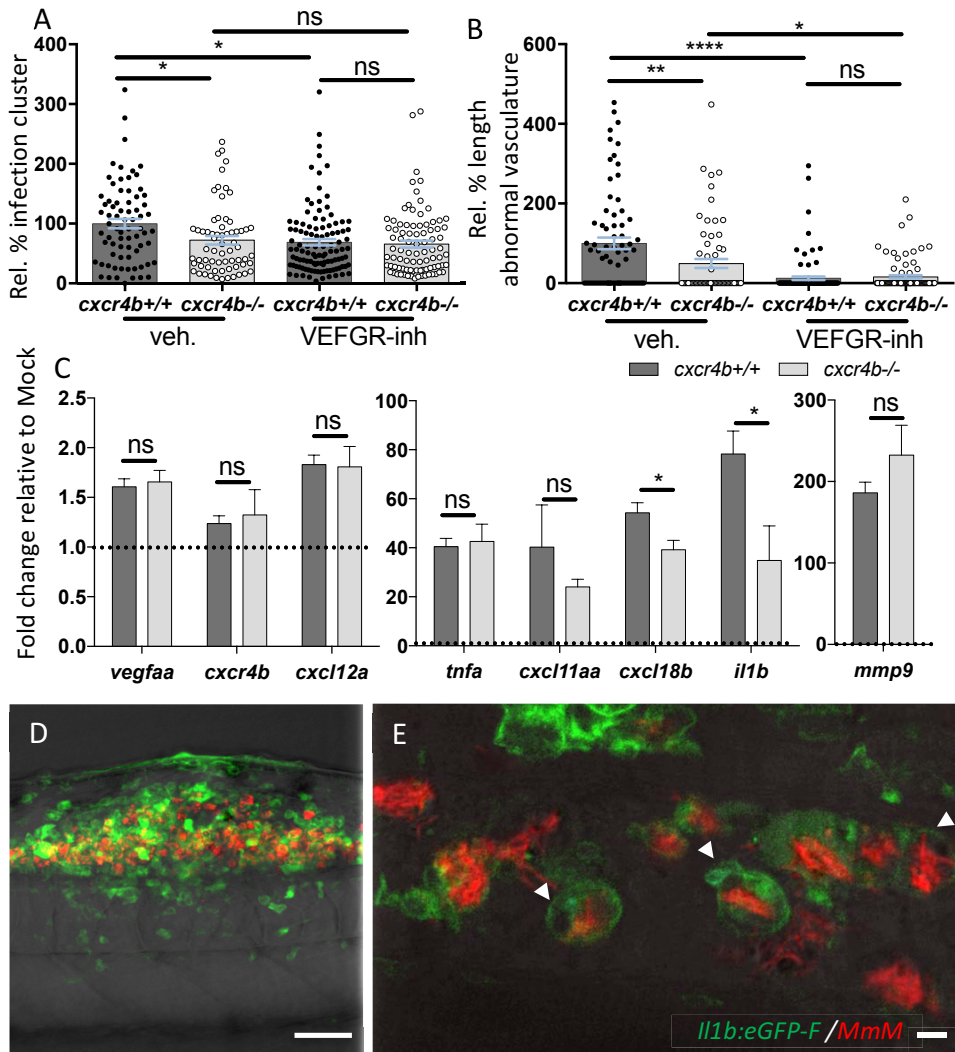 A
Rel. % infection cluster
400
300
200
100
0
ns
*
*
ns
cxcr4b+/+ cxcr4b-/- cxcr4b+/+ cxcr4b-/-
veh. VEFGR-inh
B
Rel. % length
abnormal vasculature
600
400
200
0
*
****
**
ns
cxcr4b+/+ cxcr4b-/- cxcr4b+/+ cxcr4b-/-
veh. VEFGR-inh
C
cxcr4b+/+ cxcr4b-/-
Fold change relative to Mock
2.5
2.0
1.5
1.0
0.5
0.0
ns
ns
ns
vegfaa cxcr4b cxcl12a
100
80
60
40
20
0
ns
ns
*
*
tnfa cxcl11aa cxcl18b il1b
300
200
100
0
ns
mmp9
D
E
Il1b:eGFP-F /MmM